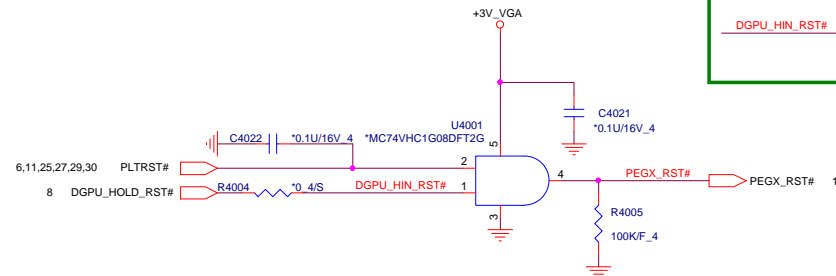 +3V_VGA
DGPU_HIN_RST#
U4001
*MC74VHC1G08DFT2G
C4021
*0.1U/16V_4
C4022
*0.1U/16V_4
5
6,11,25,27,29,30
PLTRST#
2
8
DGPU_HOLD_RST#
R4004
*0_4/S
DGPU_HIN_RST#
1
4
PEGX_RST#
PEGX_RST#
1
3
R4005
100K/F_4